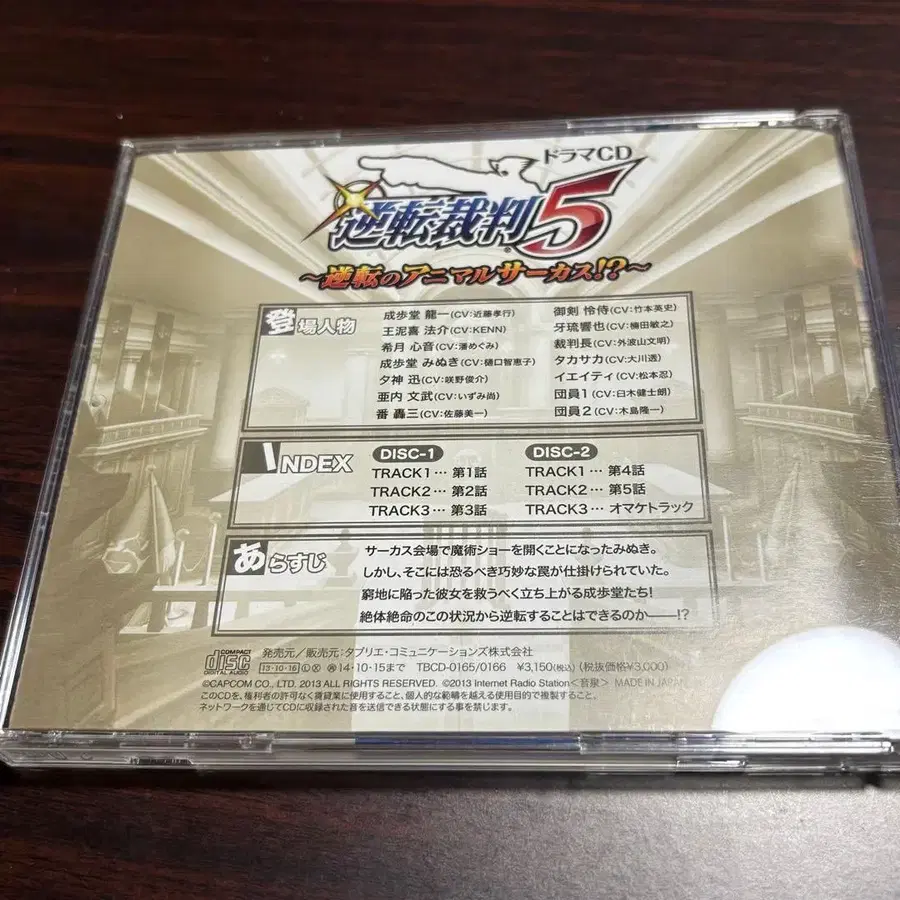 ドラマCD
逆転裁判5
～逆転のアニマルサーカス!?～
登場人物
成歩堂 龍一(CV:近藤孝行)
王泥喜 法介(CV:KENN)
希月 心音(CV:潘めぐみ)
成歩堂 みぬき(CV:樋口智恵子)
夕神 迅(CV:咲野俊介)
亜内 文武(CV:いずみ尚)
番 轟三(CV:佐藤美一)
御剣 怜侍(CV:竹本英史)
牙琉響也(CV:樋田敏之)
裁判長(CV:外波山文明)
タカサカ(CV:大川透)
イエイティ(CV:松本忍)
団員1(CV:白木健士朗)
団員2(CV:木島隆一)
INDEX
DISC-1
TRACK1… 第1話
TRACK2… 第2話
TRACK3… 第3話
DISC-2
TRACK1… 第4話
TRACK2… 第5話
TRACK3… オマケトラック
あらすじ
サーカス会場で魔術ショーを開くことになったみぬき。
しかし、そこには恐るべき巧妙な罠が仕掛けられていた。
窮地に陥った彼女を救うべく立ち上がる成歩堂たち!
絶体絶命のこの状況から逆転することはできるのか――!?
COMPACT disc DIGITAL AUDIO
発売元/販売元:タブリエ・コミュニケーションズ株式会社
13・10・16 Ⓛ Ⓧ ㊢14・10・15まで TBCD-0165/0166 ¥3,150(税込) (税抜価格¥3,000)
©CAPCOM CO., LTD. 2013 ALL RIGHTS RESERVED. ©2013 Internet Radio Station<音泉> MADE IN JAPAN
このCDを、権利者の許可なく賃貸業に使用すること、個人的な範疇を越える使用目的で複製すること、
ネットワークを通じてCDに収録された音を送信できる状態にする事を禁じます。